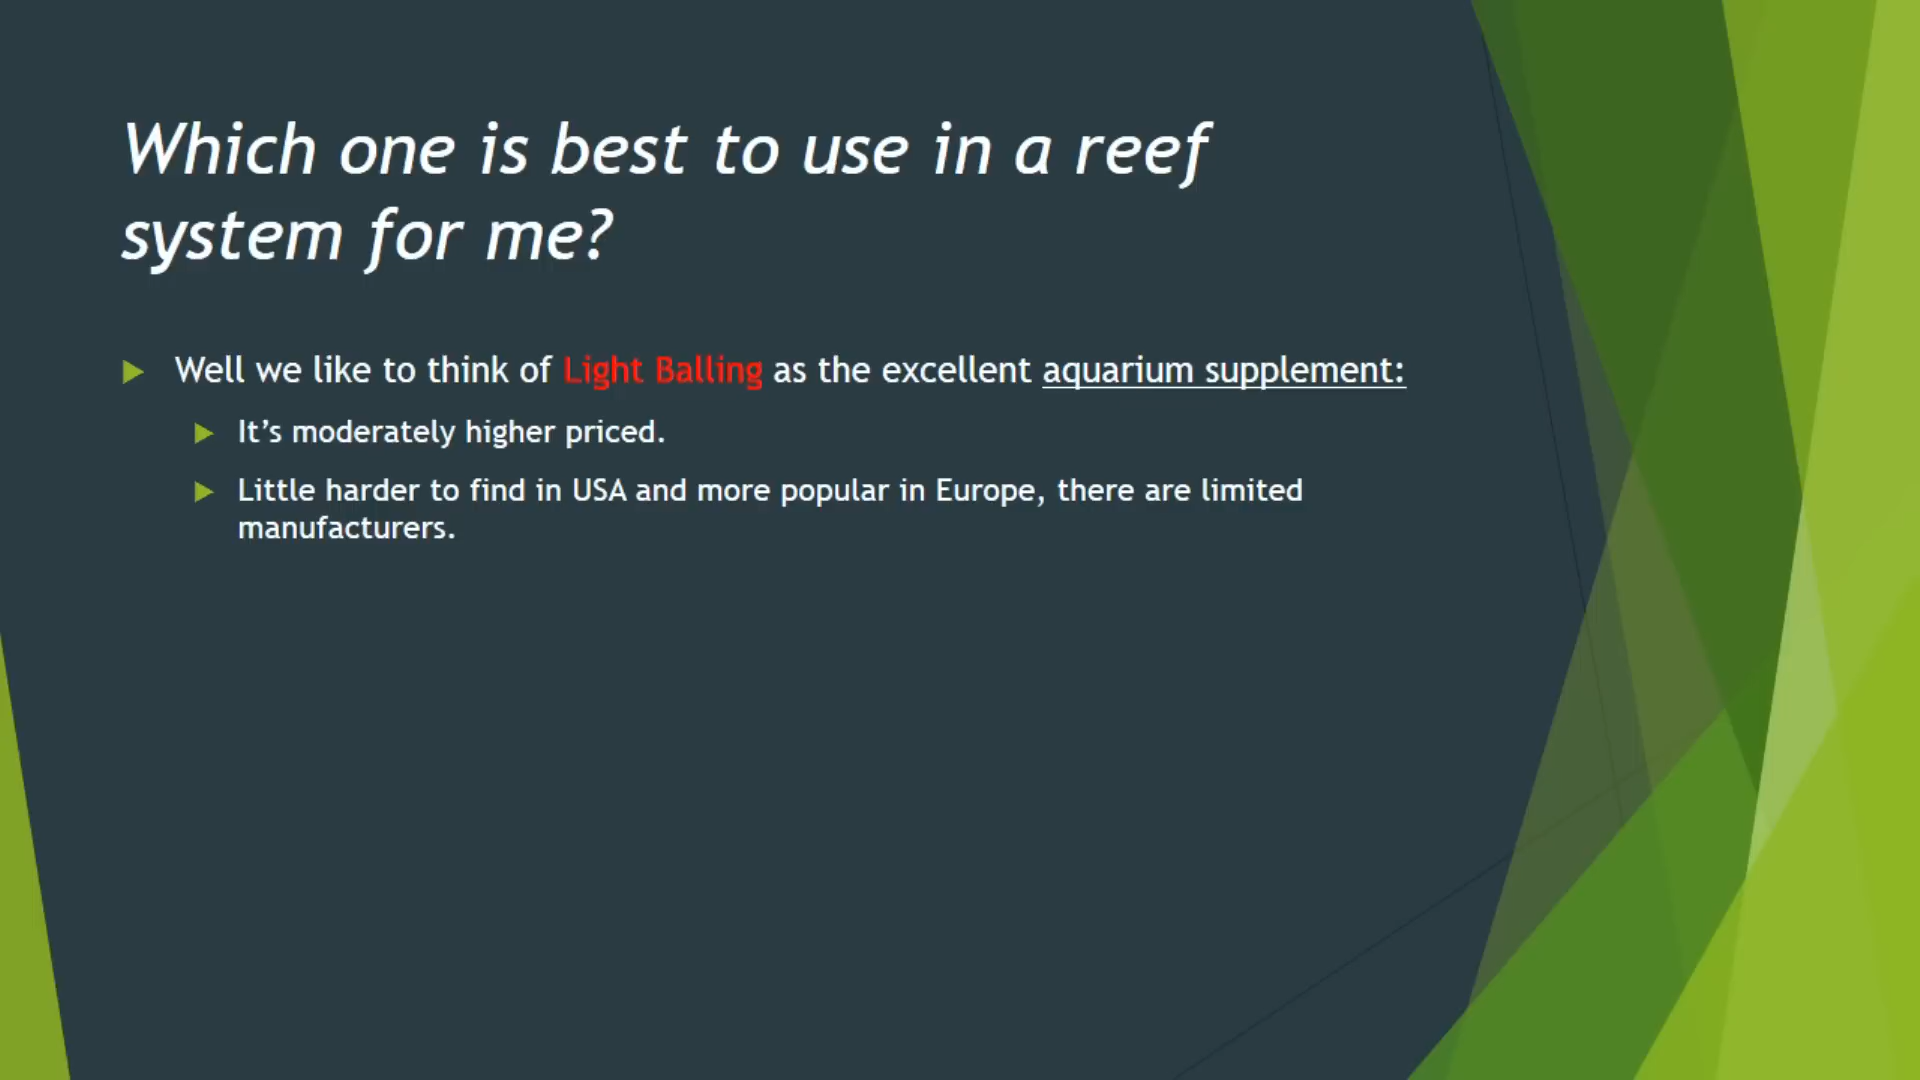 Which one is best to use in a reef
system for me?
Well we like to think of Light Balling as the excellent aquarium supplement:
It’s moderately higher priced.
Little harder to find in USA and more popular in Europe, there are limited
manufacturers.